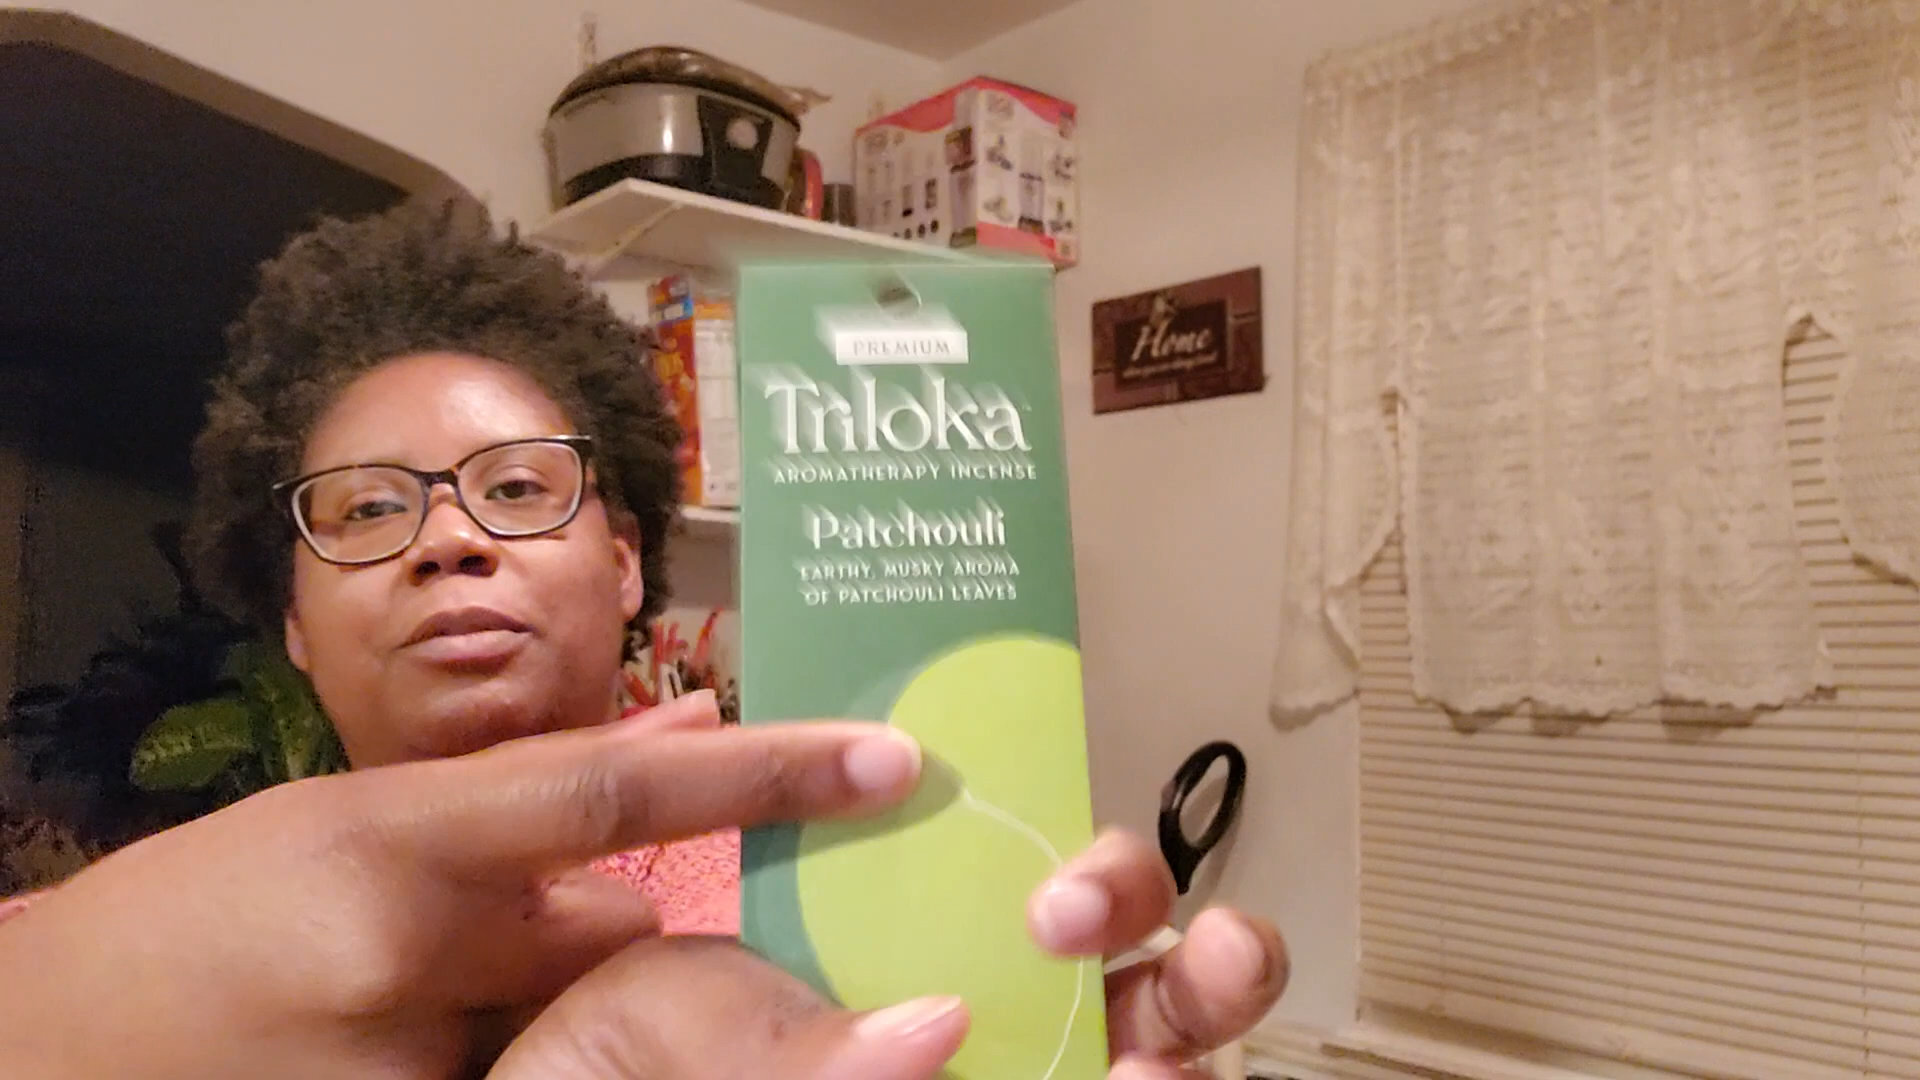 PREMIUM
Triloka
AROMATHERAPY INCENSE
Patchouli
EARTHY, MUSKY AROMA
OF PATCHOULI LEAVES
Home